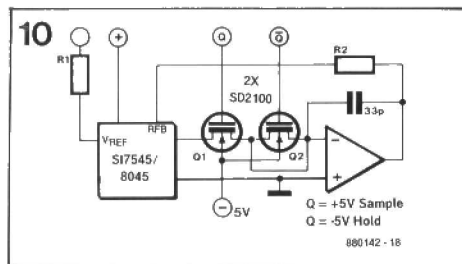 10
+
Q
Q̅
R1
R2
2X
SD2100
33p
RFB
VREF
SI7545/
8045
Q1
Q2
−
+
− 5V
Q = +5V Sample
Q = -5V Hold
880142 - 18